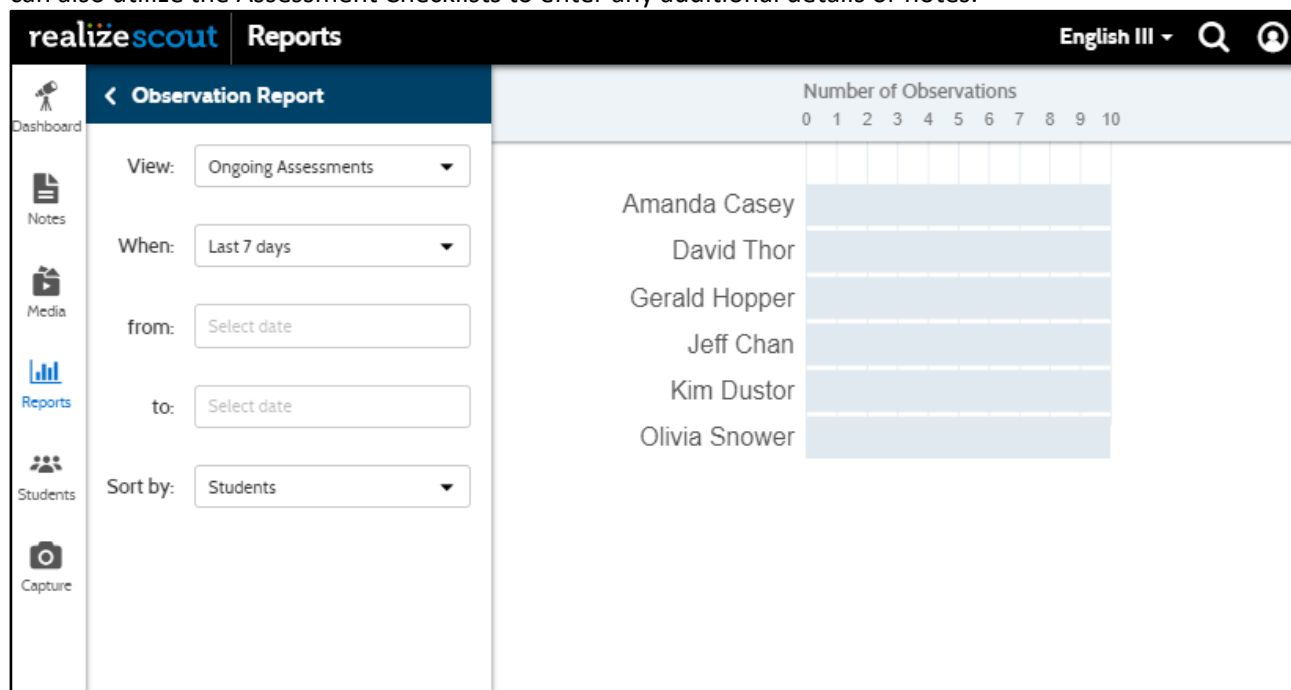 can also utilize the Assessment Checklists to enter any additional details or notes.
realize scout Reports English III
Dashboard
Notes
Media
Reports
Students
Capture
Observation Report
View: Ongoing Assessments
When: Last 7 days
from: Select date
to: Select date
Sort by: Students
Number of Observations
0 1 2 3 4 5 6 7 8 9 10
Amanda Casey
David Thor
Gerald Hopper
Jeff Chan
Kim Dustor
Olivia Snower